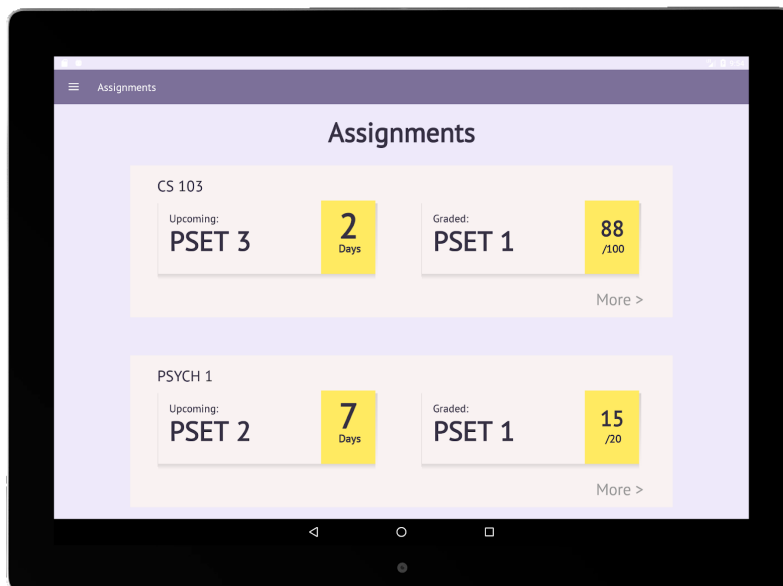 Assignments
Assignments
CS 103
Upcoming:
PSET 3
2
Days
Graded:
PSET 1
88
/100
More >
PSYCH 1
Upcoming:
PSET 2
7
Days
Graded:
PSET 1
15
/20
More >